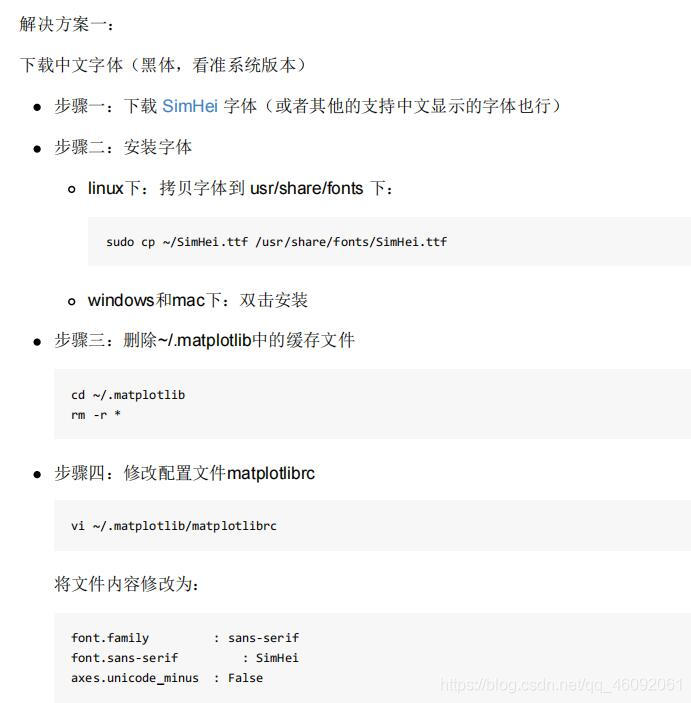 解决方案一：
下载中文字体（黑体，看准系统版本）
步骤一：下载 SimHei 字体（或者其他的支持中文显示的字体也行）
步骤二：安装字体
linux下：拷贝字体到 usr/share/fonts 下：
sudo cp ~/SimHei.ttf /usr/share/fonts/SimHei.ttf
windows和mac下：双击安装
步骤三：删除~/.matplotlib中的缓存文件
cd ~/.matplotlib
rm -r *
步骤四：修改配置文件matplotlibrc
vi ~/.matplotlib/matplotlibrc
将文件内容修改为：
font.family         : sans-serif
font.sans-serif         : SimHei
axes.unicode_minus  : False
https://blog.csdn.net/qq_46092061